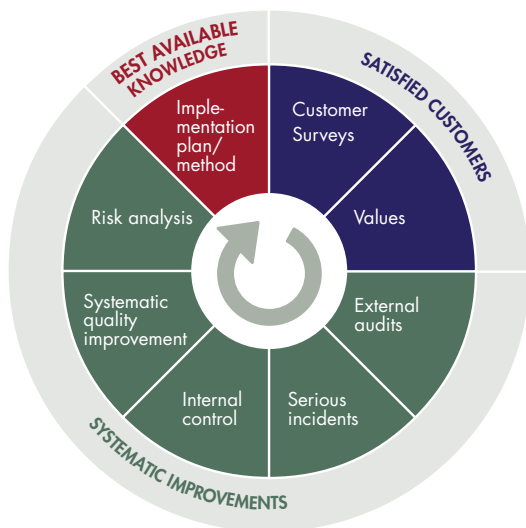 BEST AVAILABLE
KNOWLEDGE
SATISFIED CUSTOMERS
Imple-
mentation
plan/
method
Customer
Surveys
Risk analysis
Values
Systematic
quality
improvement
External
audits
Internal
control
Serious
incidents
SYSTEMATIC IMPROVEMENTS